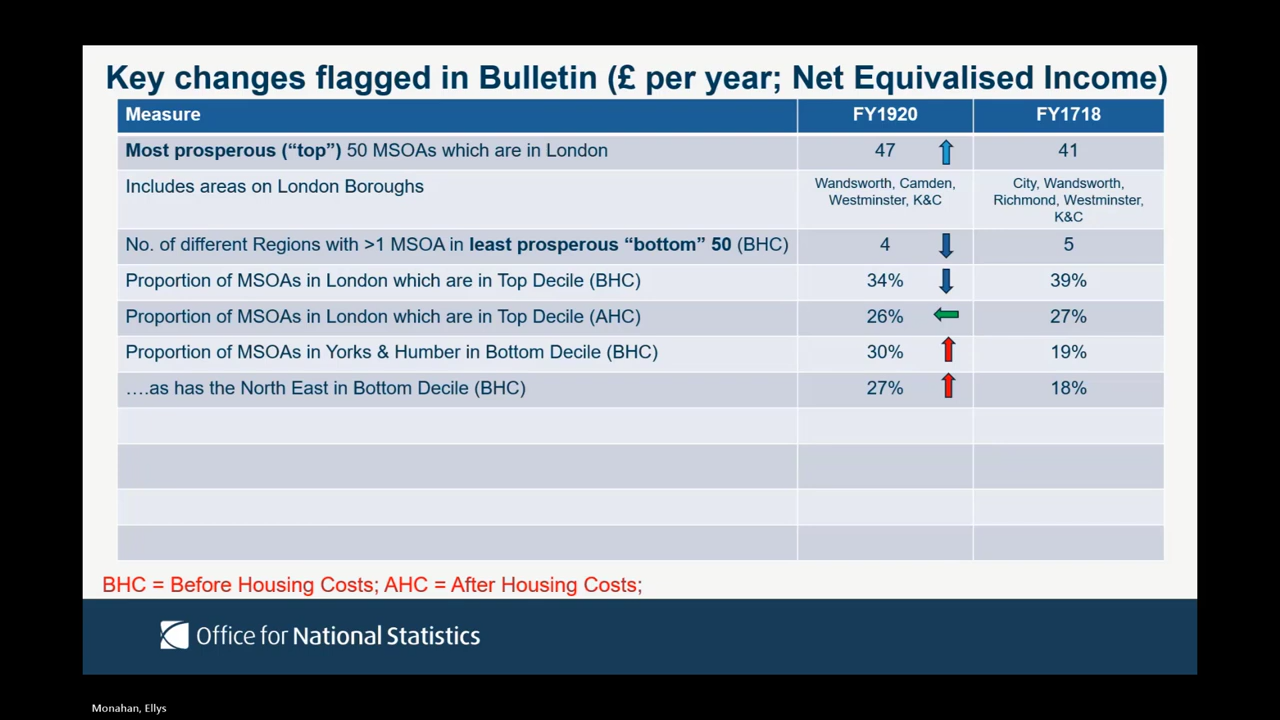 Key changes flagged in Bulletin (£ per year; Net Equivalised Income)
Measure FY1920 FY1718
Most prosperous (“top”) 50 MSOAs which are in London 47 41
Includes areas on London Boroughs
Wandsworth, Camden,
Westminster, K&C
City, Wandsworth,
Richmond, Westminster,
K&C
No. of different Regions with >1 MSOA in least prosperous “bottom” 50 (BHC) 4 5
Proportion of MSOAs in London which are in Top Decile (BHC) 34% 39%
Proportion of MSOAs in London which are in Top Decile (AHC) 26% 27%
Proportion of MSOAs in Yorks & Humber in Bottom Decile (BHC) 30% 19%
….as has the North East in Bottom Decile (BHC) 27% 18%
BHC = Before Housing Costs; AHC = After Housing Costs;
Office for National Statistics
Monahan, Ellys